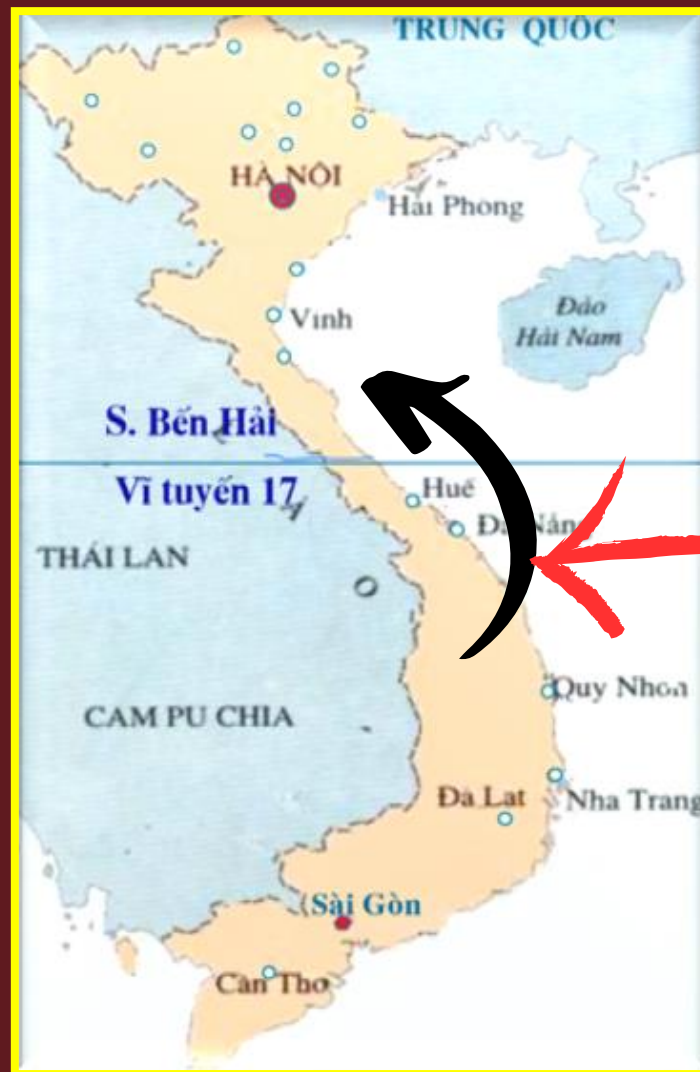 TRUNG QUỐC
HÀ NỘI
Hải Phong
Vinh
Đảo
Hải Nam
S. Bến Hải
Vĩ tuyến 17
Huế
THÁI LAN
O
Quy Nhơn
CAM PU CHIA
Đà Lạt
Nha Trang
Sài Gòn
Cần Thơ